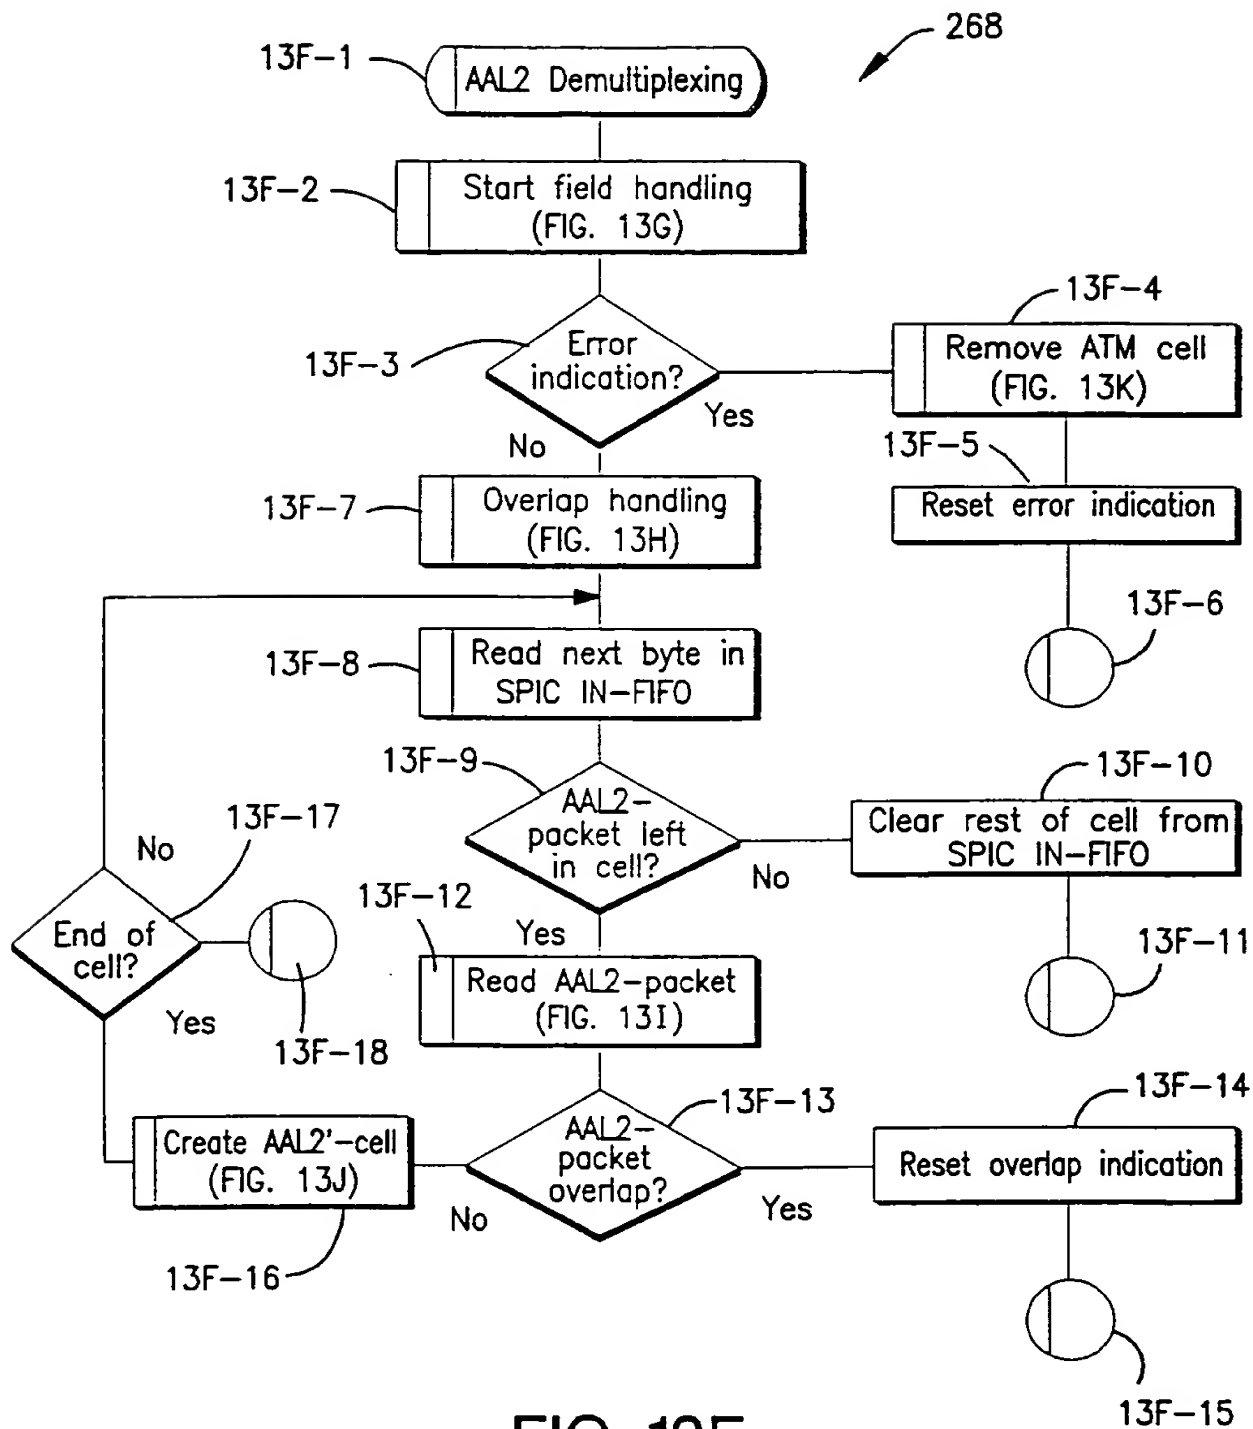 268
13F-1
AAL2 Demultiplexing
13F-2
Start field handling
(FIG. 13G)
13F-3
Error
indication?
Yes
No
13F-4
Remove ATM cell
(FIG. 13K)
13F-5
Reset error indication
13F-6
13F-7
Overlap handling
(FIG. 13H)
13F-8
Read next byte in
SPIC IN-FIFO
13F-9
AAL2-
packet left
in cell?
No
Yes
13F-10
Clear rest of cell from
SPIC IN-FIFO
13F-11
13F-12
Read AAL2-packet
(FIG. 13I)
13F-13
AAL2-
packet
overlap?
Yes
No
13F-14
Reset overlap indication
13F-15
Create AAL2'-cell
(FIG. 13J)
13F-16
13F-17
No
End of
cell?
Yes
13F-18